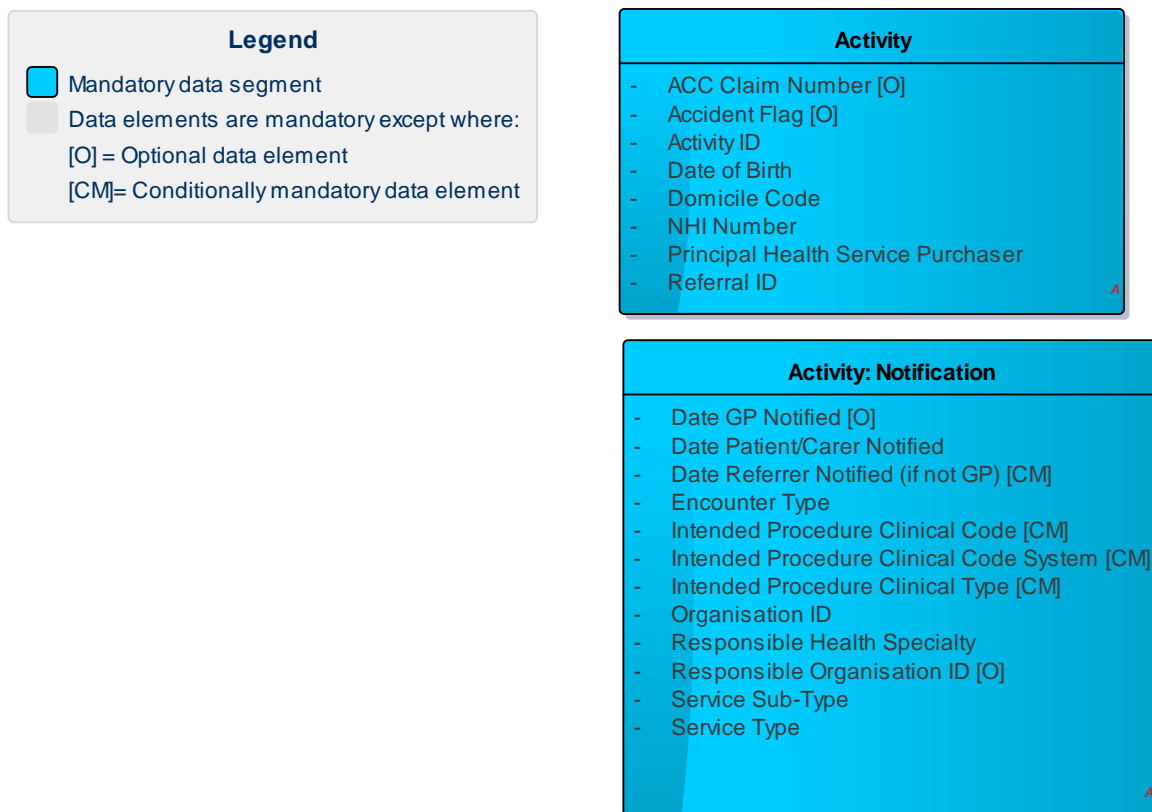 Legend
Mandatory data segment
Data elements are mandatory except where:
[O] = Optional data element
[CM]= Conditionally mandatory data element
Activity
- ACC Claim Number [O]
- Accident Flag [O]
- Activity ID
- Date of Birth
- Domicile Code
- NHI Number
- Principal Health Service Purchaser
- Referral ID
A
Activity: Notification
- Date GP Notified [O]
- Date Patient/Carer Notified
- Date Referrer Notified (if not GP) [CM]
- Encounter Type
- Intended Procedure Clinical Code [CM]
- Intended Procedure Clinical Code System [CM]
- Intended Procedure Clinical Type [CM]
- Organisation ID
- Responsible Health Specialty
- Responsible Organisation ID [O]
- Service Sub-Type
- Service Type
A